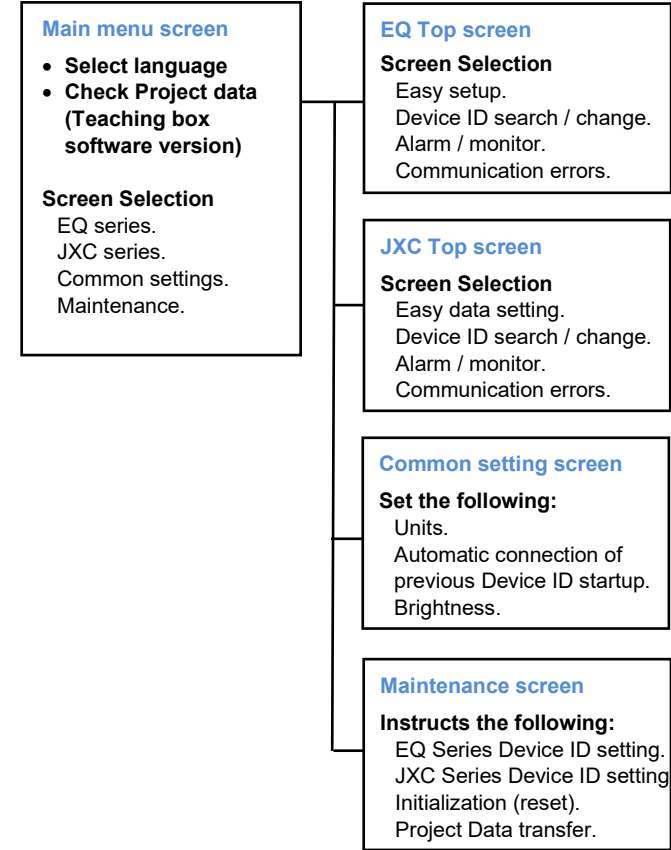 Main menu screen
• Select language
• Check Project data
(Teaching box
software version)
Screen Selection
EQ series.
JXC series.
Common settings.
Maintenance.
EQ Top screen
Screen Selection
Easy setup.
Device ID search / change.
Alarm / monitor.
Communication errors.
JXC Top screen
Screen Selection
Easy data setting.
Device ID search / change.
Alarm / monitor.
Communication errors.
Common setting screen
Set the following:
Units.
Automatic connection of
previous Device ID startup.
Brightness.
Maintenance screen
Instructs the following:
EQ Series Device ID setting.
JXC Series Device ID setting
Initialization (reset).
Project Data transfer.